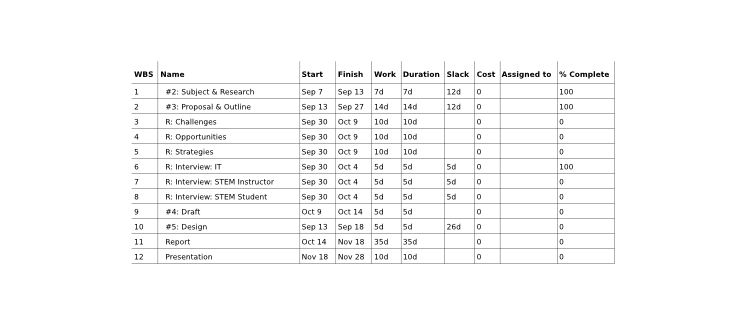 WBS Name Start Finish Work Duration Slack Cost Assigned to % Complete
1 #2: Subject & Research Sep 7 Sep 13 7d 7d 12d 0 100
2 #3: Proposal & Outline Sep 13 Sep 27 14d 14d 12d 0 100
3 R: Challenges Sep 30 Oct 9 10d 10d 0 0
4 R: Opportunities Sep 30 Oct 9 10d 10d 0 0
5 R: Strategies Sep 30 Oct 9 10d 10d 0 0
6 R: Interview: IT Sep 30 Oct 4 5d 5d 5d 0 100
7 R: Interview: STEM Instructor Sep 30 Oct 4 5d 5d 5d 0 0
8 R: Interview: STEM Student Sep 30 Oct 4 5d 5d 5d 0 0
9 #4: Draft Oct 9 Oct 14 5d 5d 0 0
10 #5: Design Sep 13 Sep 18 5d 5d 26d 0 0
11 Report Oct 14 Nov 18 35d 35d 0 0
12 Presentation Nov 18 Nov 28 10d 10d 0 0